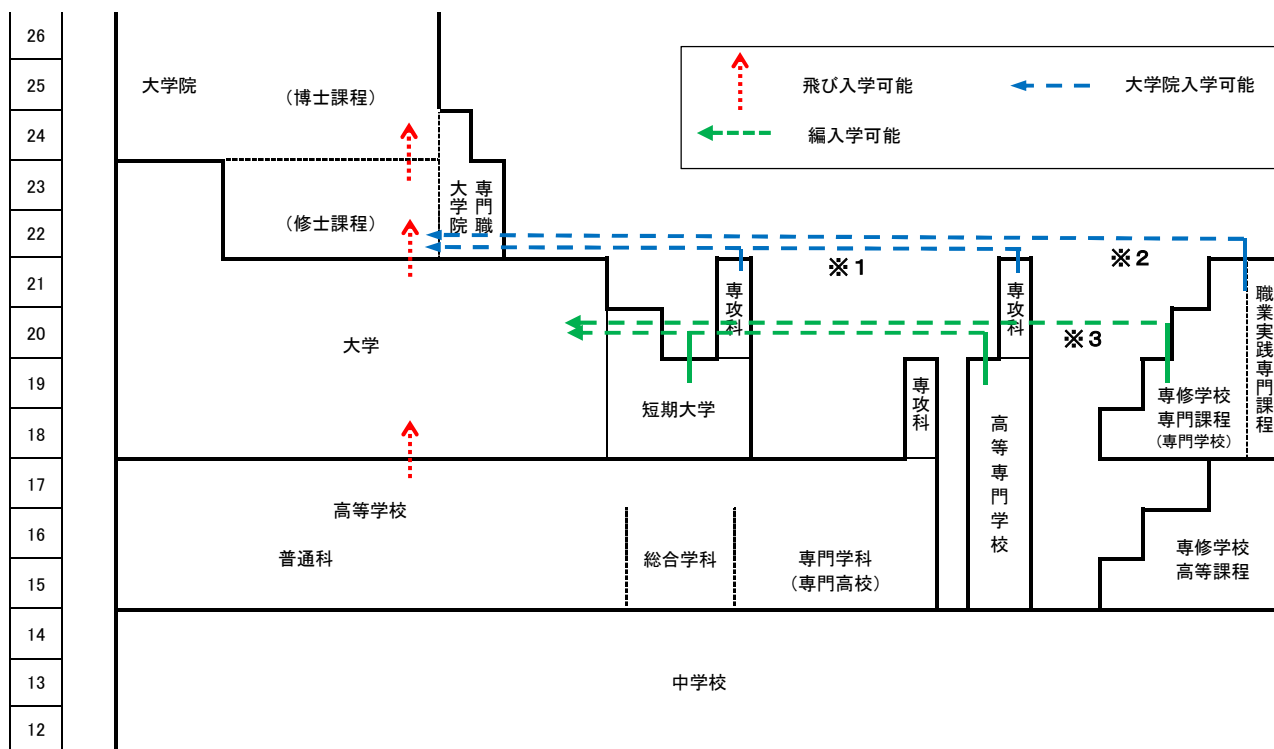 26
25
24
23
22
21
20
19
18
17
16
15
14
13
12
大学院
(博士課程)
(修士課程)
専門職
大学院
飛び入学可能
大学院入学可能
編入学可能
※1
※2
※3
大学
短期大学
専攻科
専攻科
専攻科
高等専門学校
専修学校
専門課程
(専門学校)
職業実践専門課程
高等学校
普通科
総合学科
専門学科
(専門高校)
専修学校
高等課程
中学校